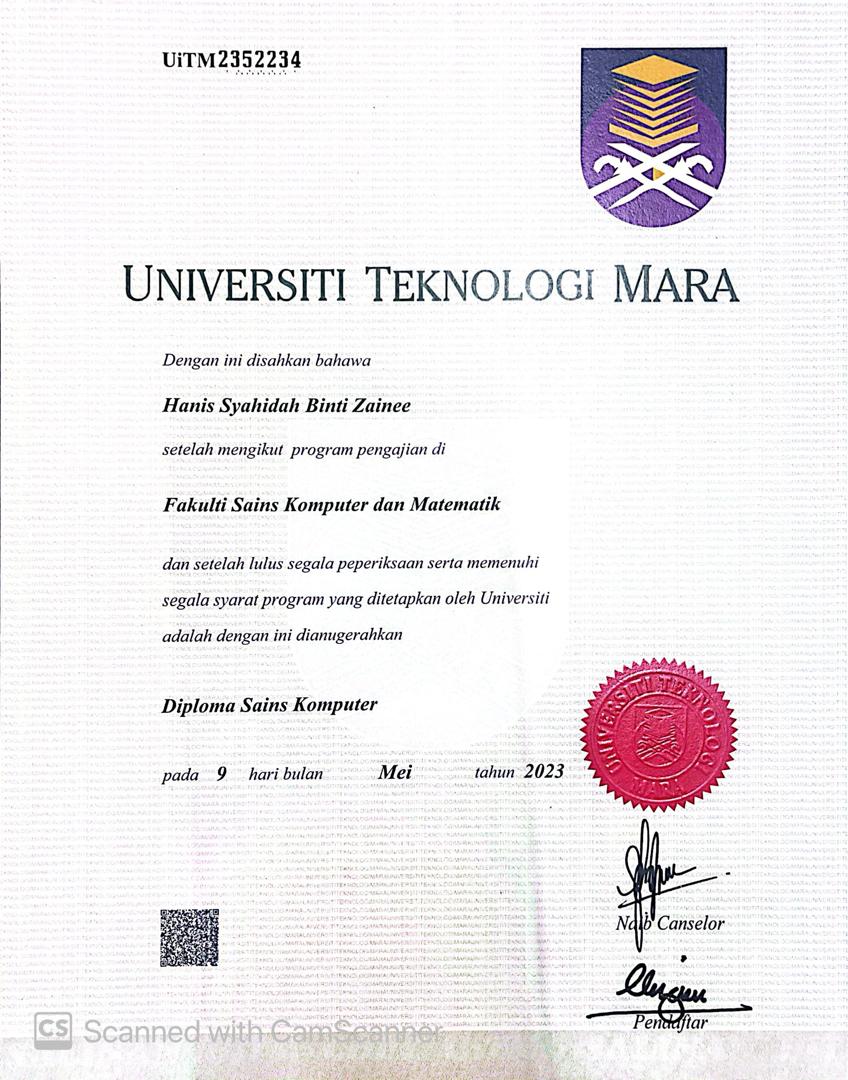 UiTM2352234
UNIVERSITI TEKNOLOGI MARA
Dengan ini disahkan bahawa
Hanis Syahidah Binti Zainee
setelah mengikut program pengajian di
Fakulti Sains Komputer dan Matematik
dan setelah lulus segala peperiksaan serta memenuhi
segala syarat program yang ditetapkan oleh Universiti
adalah dengan ini dianugerahkan
Diploma Sains Komputer
pada 9 hari bulan Mei tahun 2023
UNIVERSITI TEKNOLOGI
MARA
Naib Canselor
Pendaftar
CS Scanned with CamScanner